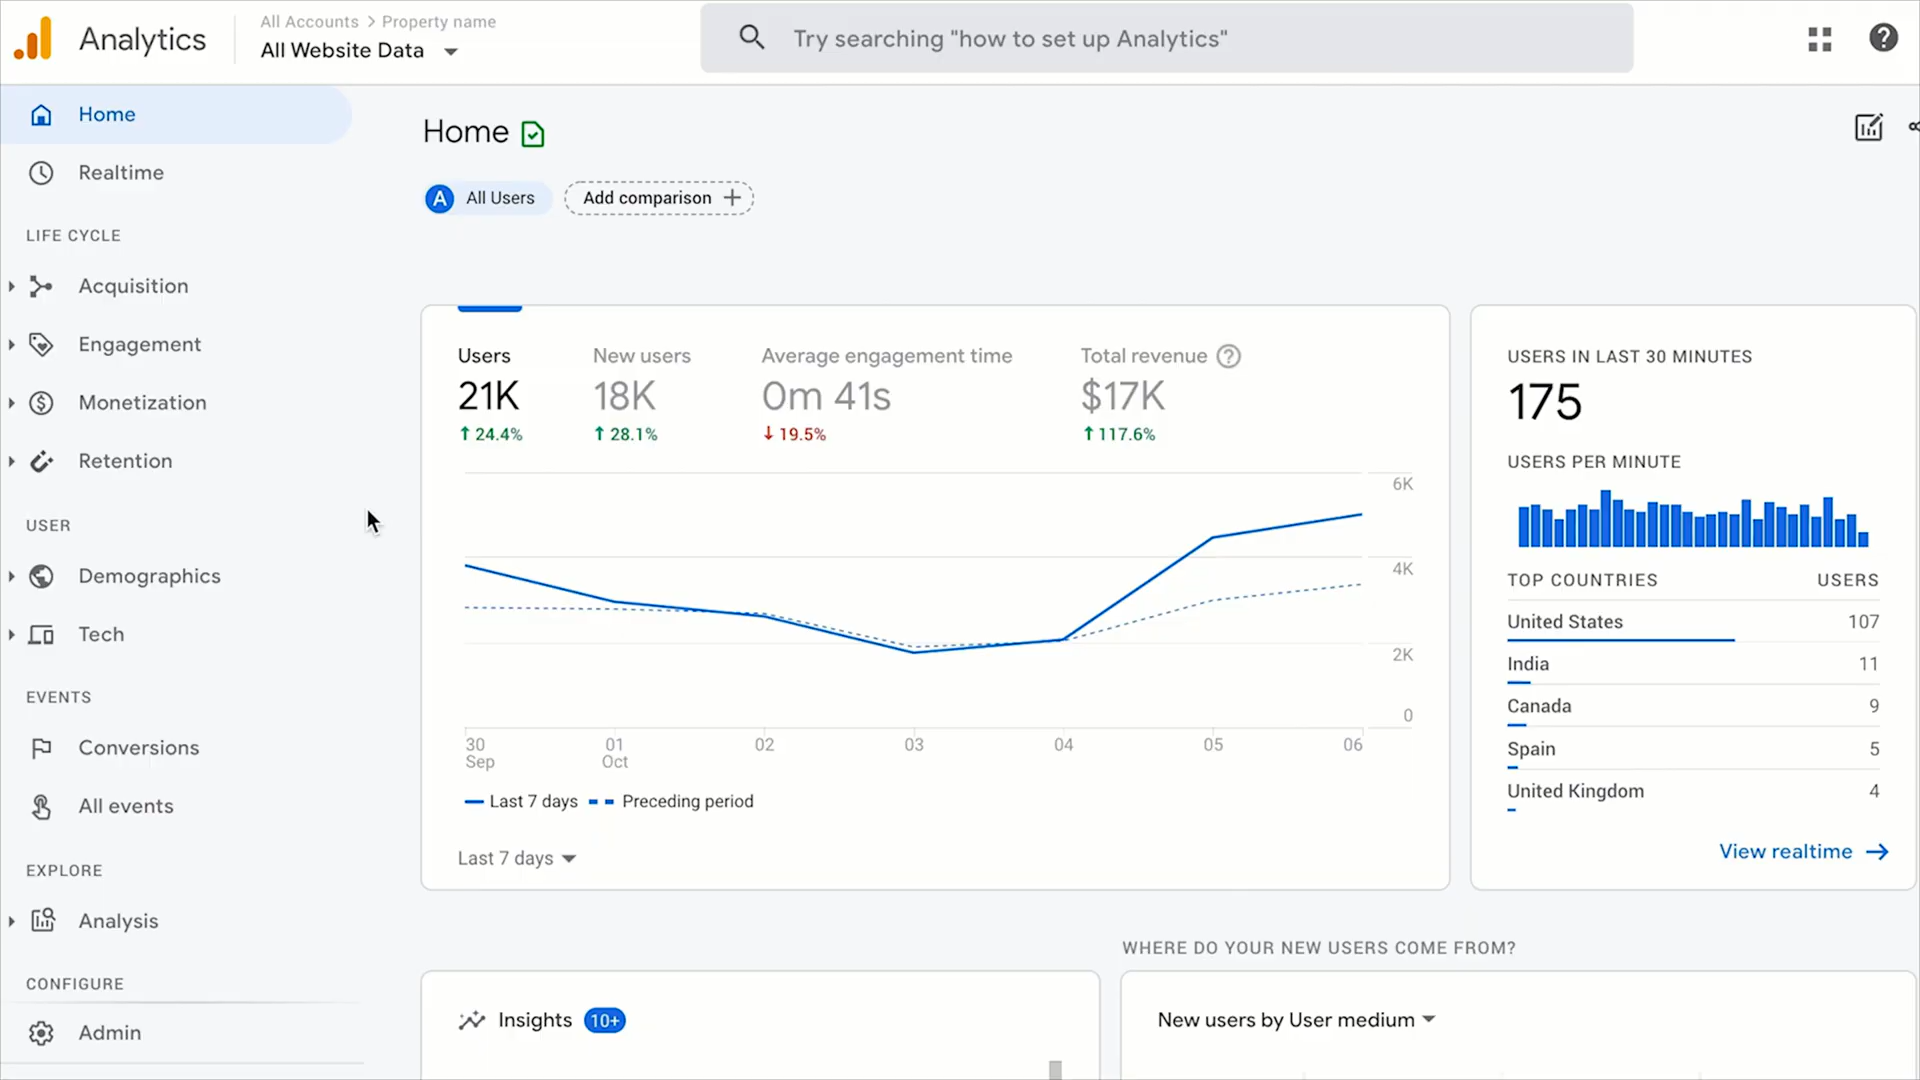 Analytics
All Accounts > Property name
All Website Data
Try searching "how to set up Analytics"
Home
Realtime
LIFE CYCLE
Acquisition
Engagement
Monetization
Retention
USER
Demographics
Tech
EVENTS
Conversions
All events
EXPLORE
Analysis
CONFIGURE
Admin
Home
A All Users
Add comparison +
Users
21K
↑ 24.4%
New users
18K
↑ 28.1%
Average engagement time
0m 41s
↓ 19.5%
Total revenue ?
$17K
↑ 117.6%
6K
4K
2K
0
30 01 02 03 04 05 06
Sep Oct
Last 7 days Preceding period
Last 7 days
USERS IN LAST 30 MINUTES
175
USERS PER MINUTE
TOP COUNTRIES USERS
United States 107
India 11
Canada 9
Spain 5
United Kingdom 4
View realtime →
Insights 10+
WHERE DO YOUR NEW USERS COME FROM?
New users by User medium